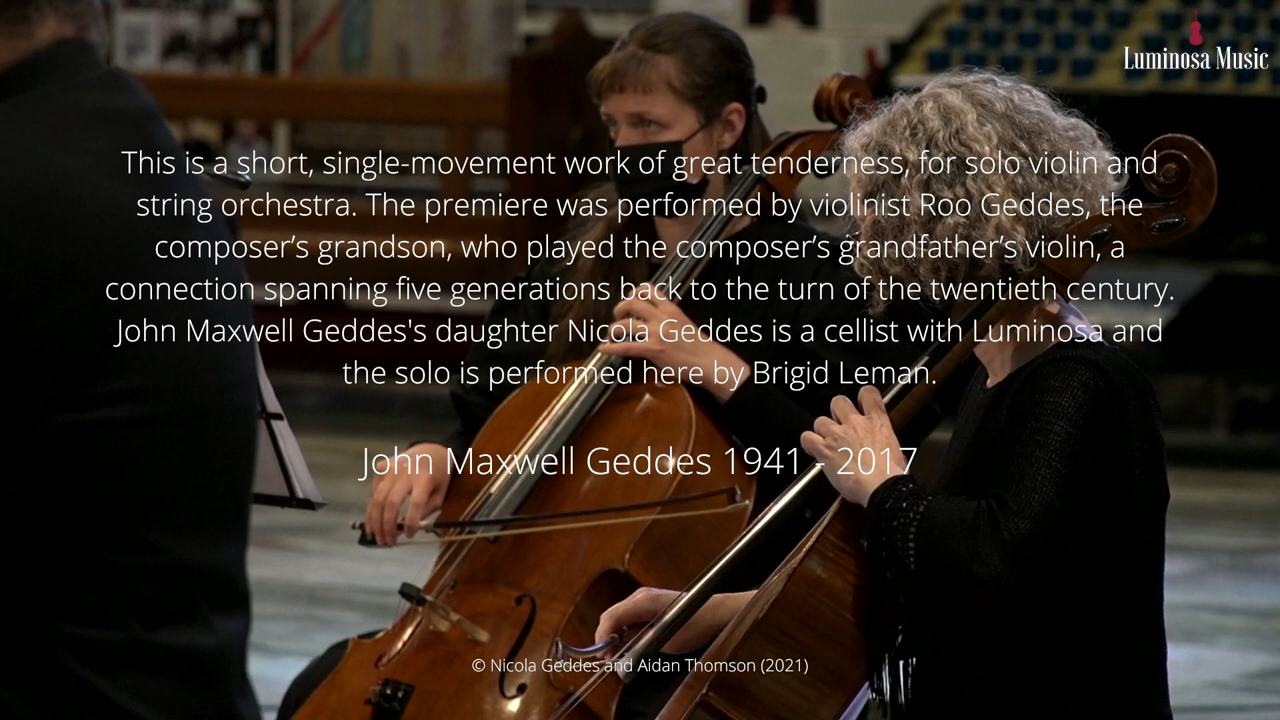 Luminosa Music
This is a short, single-movement work of great tenderness, for solo violin and
string orchestra. The premiere was performed by violinist Roo Geddes, the
composer’s grandson, who played the composer’s grandfather’s violin, a
connection spanning five generations back to the turn of the twentieth century.
John Maxwell Geddes's daughter Nicola Geddes is a cellist with Luminosa and
the solo is performed here by Brigid Leman.
John Maxwell Geddes 1941 - 2017
© Nicola Geddes and Aidan Thomson (2021)